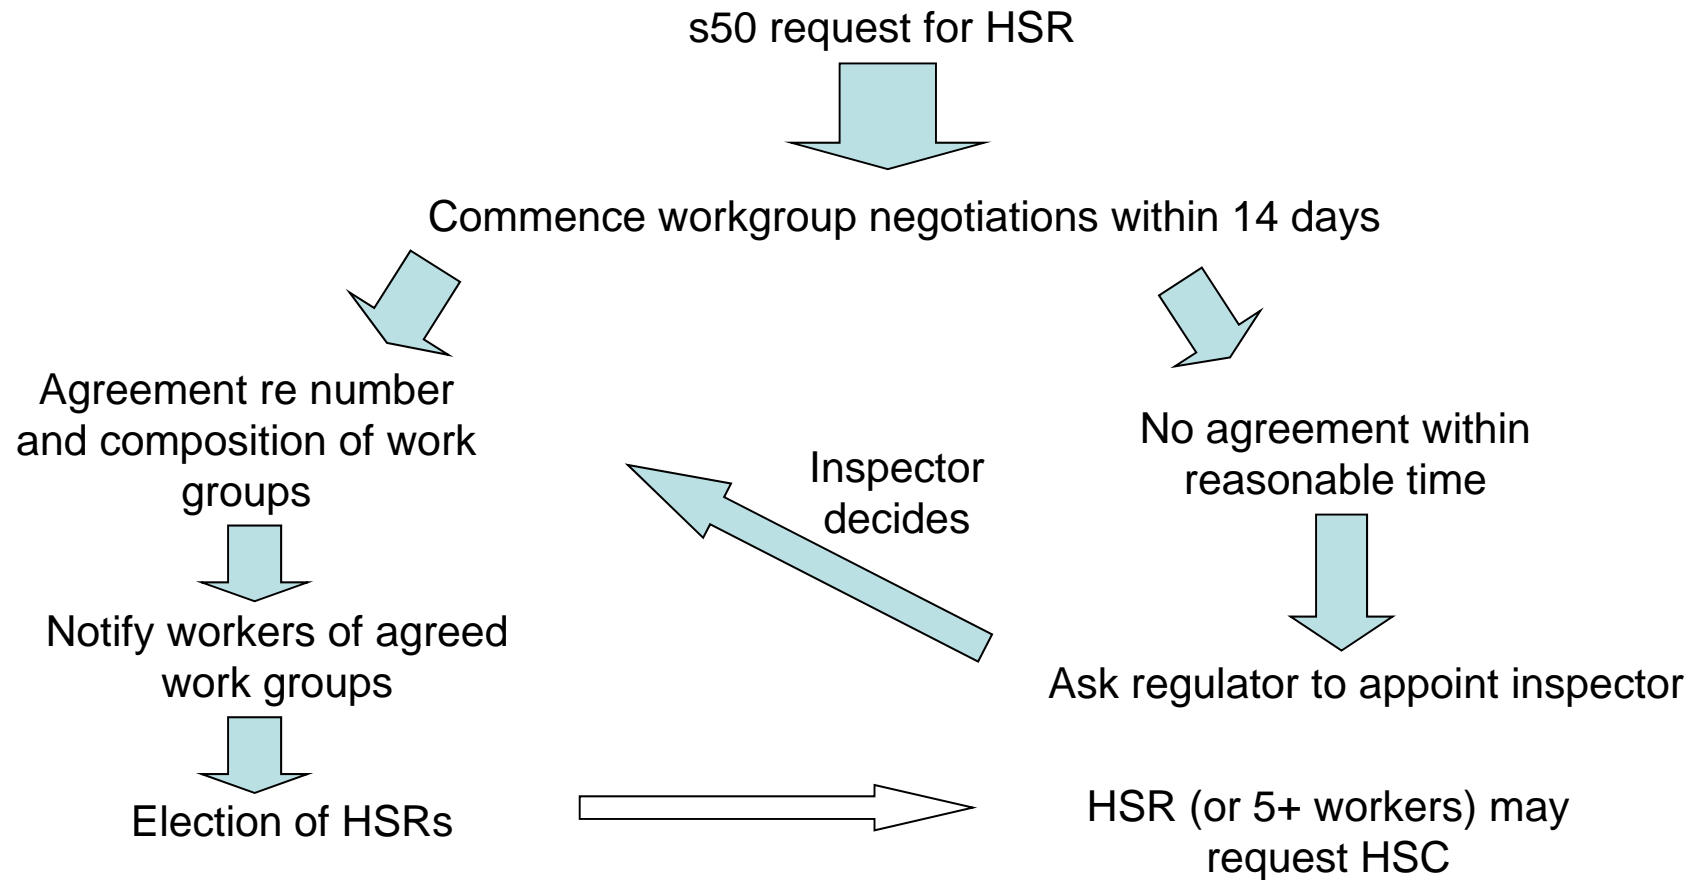 s50 request for HSR
Commence workgroup negotiations within 14 days
Agreement re number
and composition of work
groups
No agreement within
reasonable time
Inspector
decides
Notify workers of agreed
work groups
Ask regulator to appoint inspector
Election of HSRs
HSR (or 5+ workers) may
request HSC